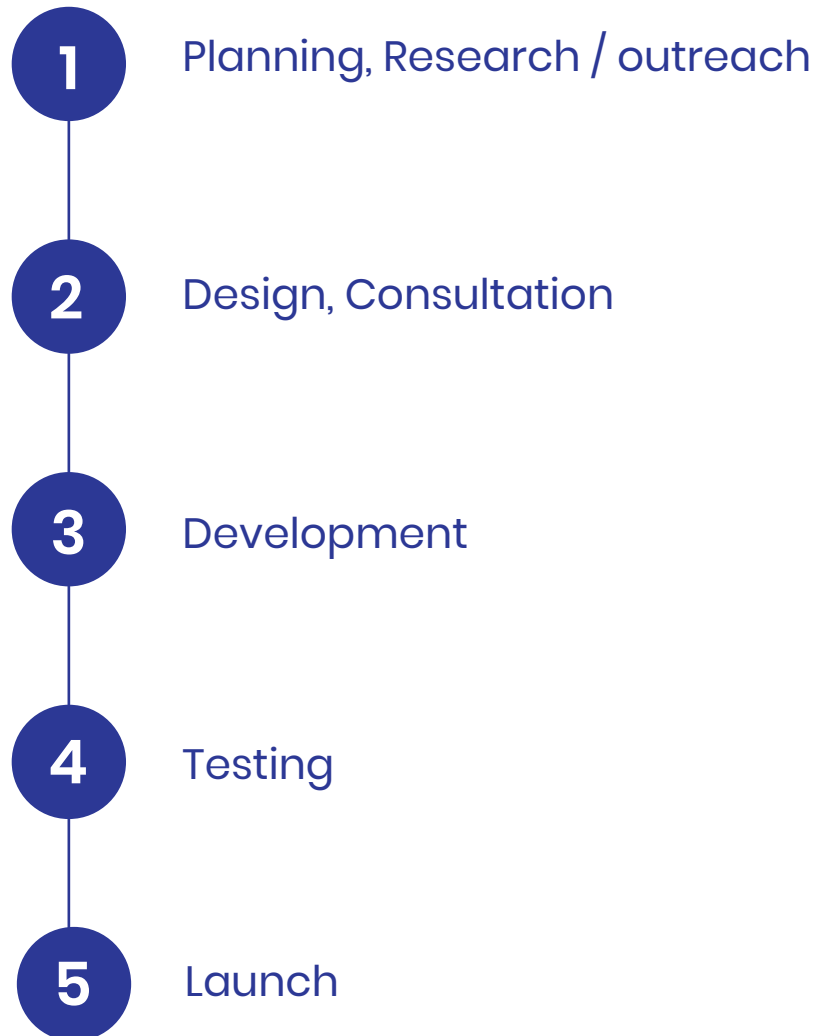 1
Planning, Research / outreach
2
Design, Consultation
3
Development
4
Testing
5
Launch